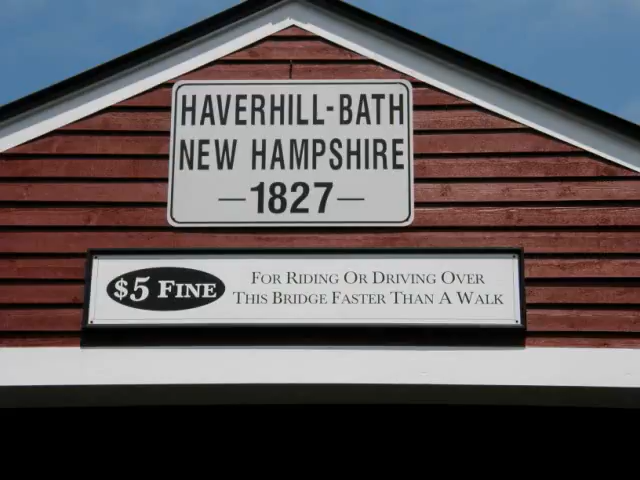 HAVERHILL-BATH
NEW HAMPSHIRE
—1827—
$5 FINE
FOR RIDING OR DRIVING OVER
THIS BRIDGE FASTER THAN A WALK